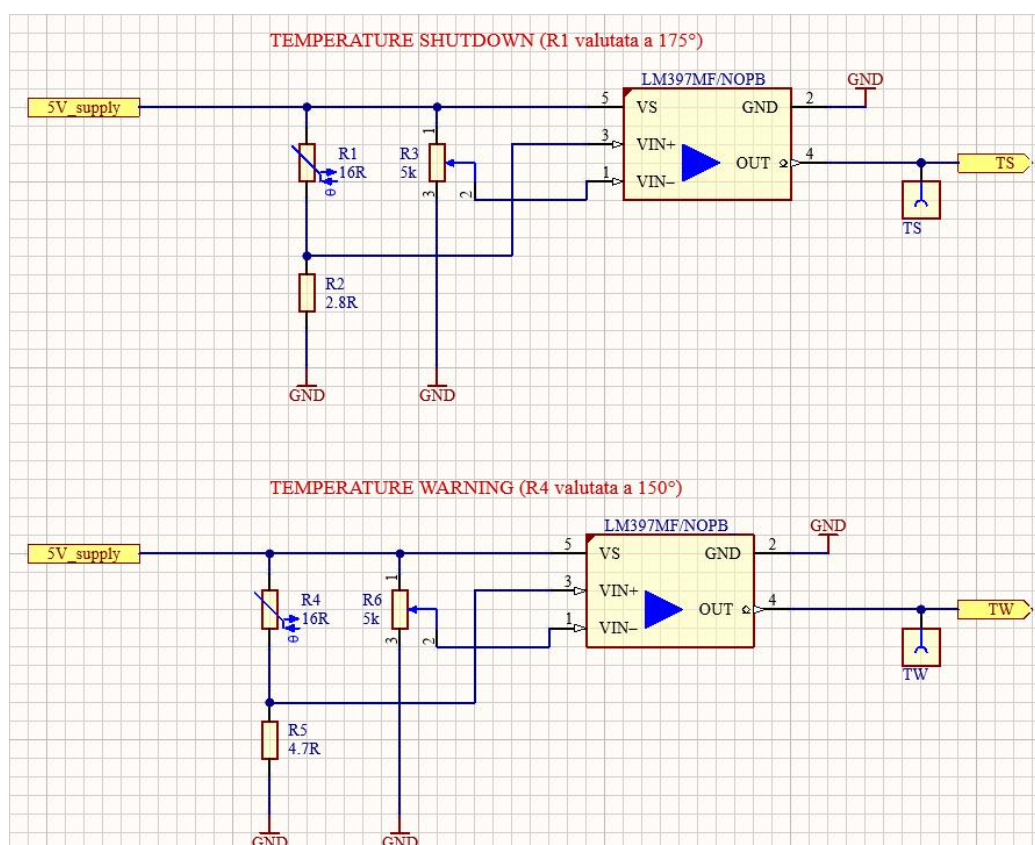 TEMPERATURE SHUTDOWN (R1 valutata a 175°)
LM397MF/NOPB
GND
5V_supply
5
VS
GND
2
1
3
VIN+
R1
16R
θ
R3
5k
3
2
1
VIN–
OUT
4
TS
TS
R2
2.8R
GND
GND
TEMPERATURE WARNING (R4 valutata a 150°)
LM397MF/NOPB
GND
5V_supply
5
VS
GND
2
1
3
VIN+
R4
16R
θ
R6
5k
3
2
1
VIN–
OUT
4
TW
TW
R5
4.7R
GND
GND